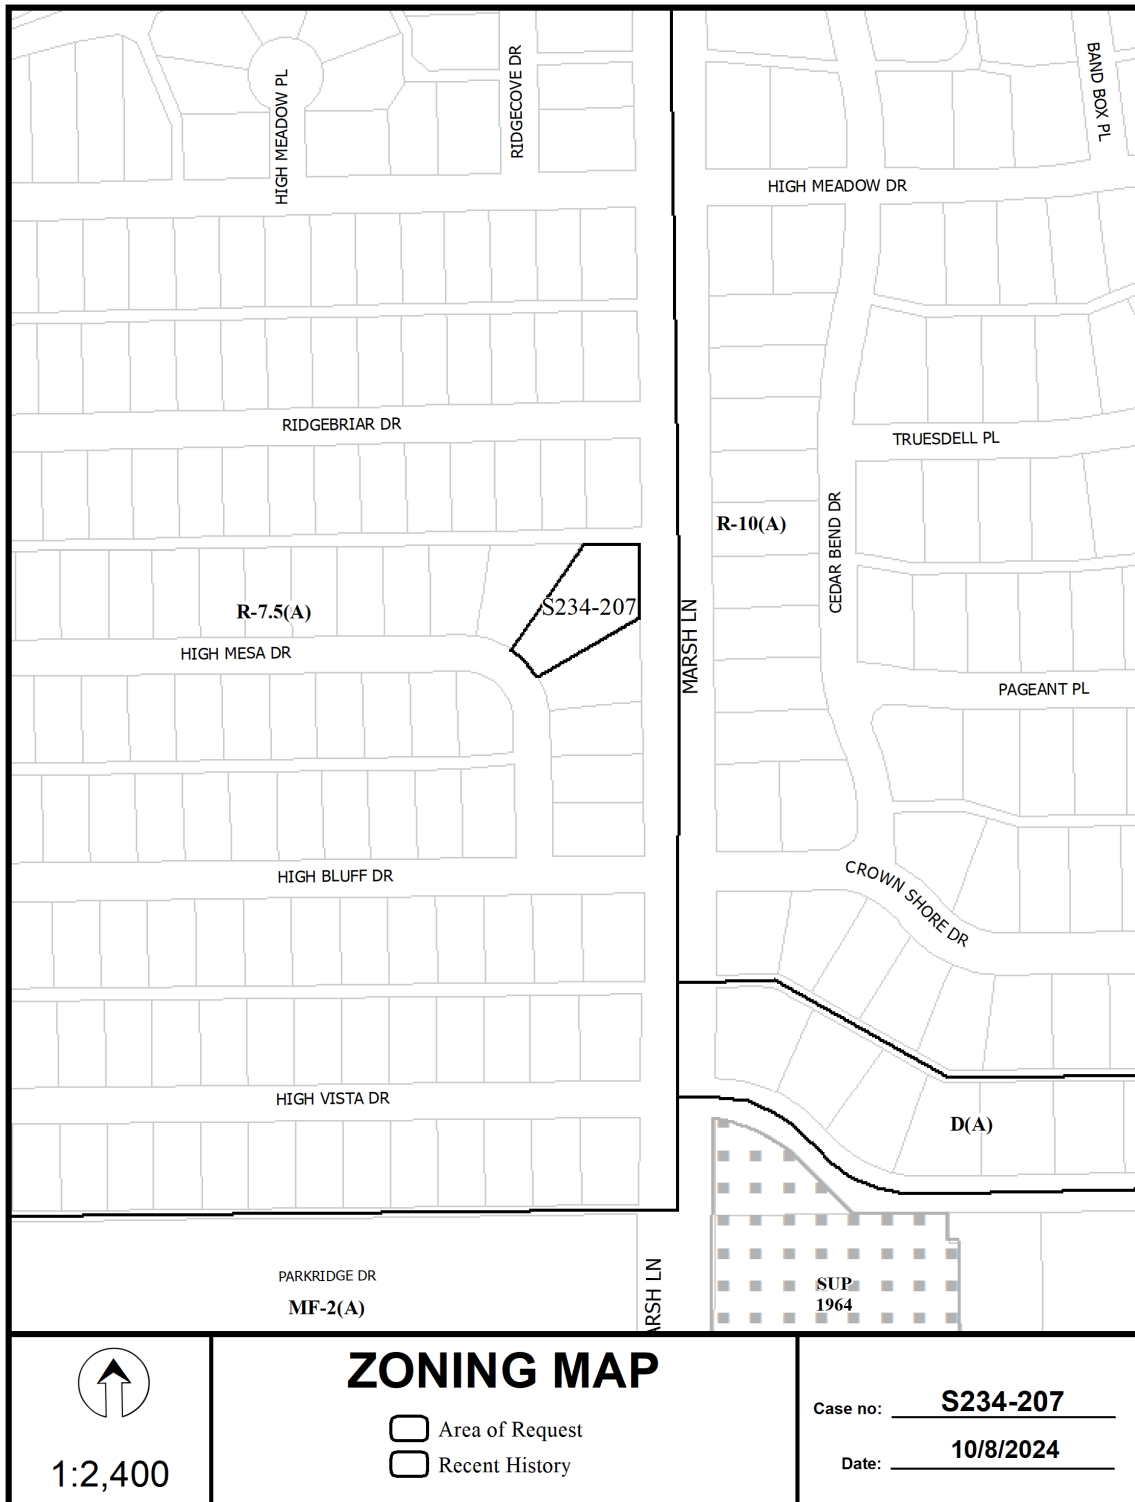 HIGH MEADOW PL
RIDGECOVE DR
BAND BOX PL
HIGH MEADOW DR
RIDGEBRIAR DR
TRUESDELL PL
R-10(A)
CEDAR BEND DR
S234-207
R-7.5(A)
HIGH MESA DR
MARSH LN
PAGEANT PL
HIGH BLUFF DR
CROWN SHORE DR
HIGH VISTA DR
D(A)
PARKRIDGE DR
MF-2(A)
ARSH LN
SUP
1964
1:2,400
ZONING MAP
Area of Request
Recent History
Case no: S234-207
Date: 10/8/2024